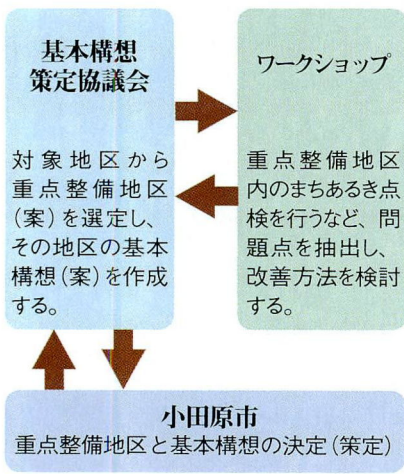 基本構想
策定協議会
対象地区から
重点整備地区
(案)を選定し、
その地区の基本
構想(案)を作成
する。
ワークショップ
重点整備地区
内のまちあるき点
検を行うなど、問
題点を抽出し、
改善方法を検討
する。
小田原市
重点整備地区と基本構想の決定(策定)